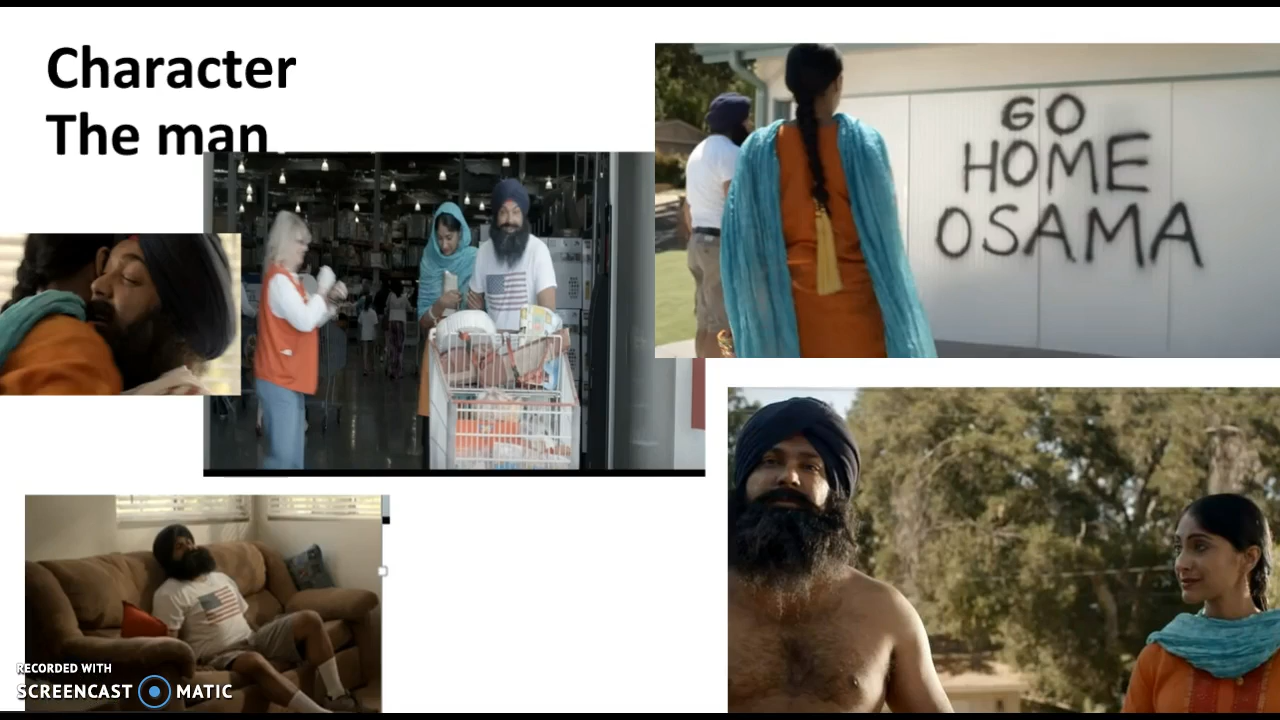 Character
The man
GO
HOME
OSAMA
RECORDED WITH
SCREENCAST MATIC